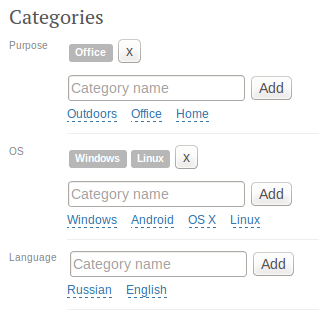 Categories
Purpose
Office x
Category name Add
Outdoors Office Home
OS
Windows Linux x
Category name Add
Windows Android OS X Linux
Language
Category name Add
Russian English